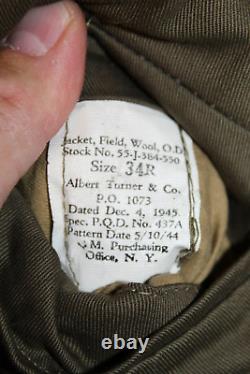 Jacket, Field, Wool, O.D.
Stock No. 55-J-384-550
Size 34R
Albert Turner & Co.
P.O. 1073
Dated Dec. 4, 1945
Spec. P.Q.D. No. 437A
Pattern Date 5/10/44
Q.M. Purchasing
Office, N. Y.